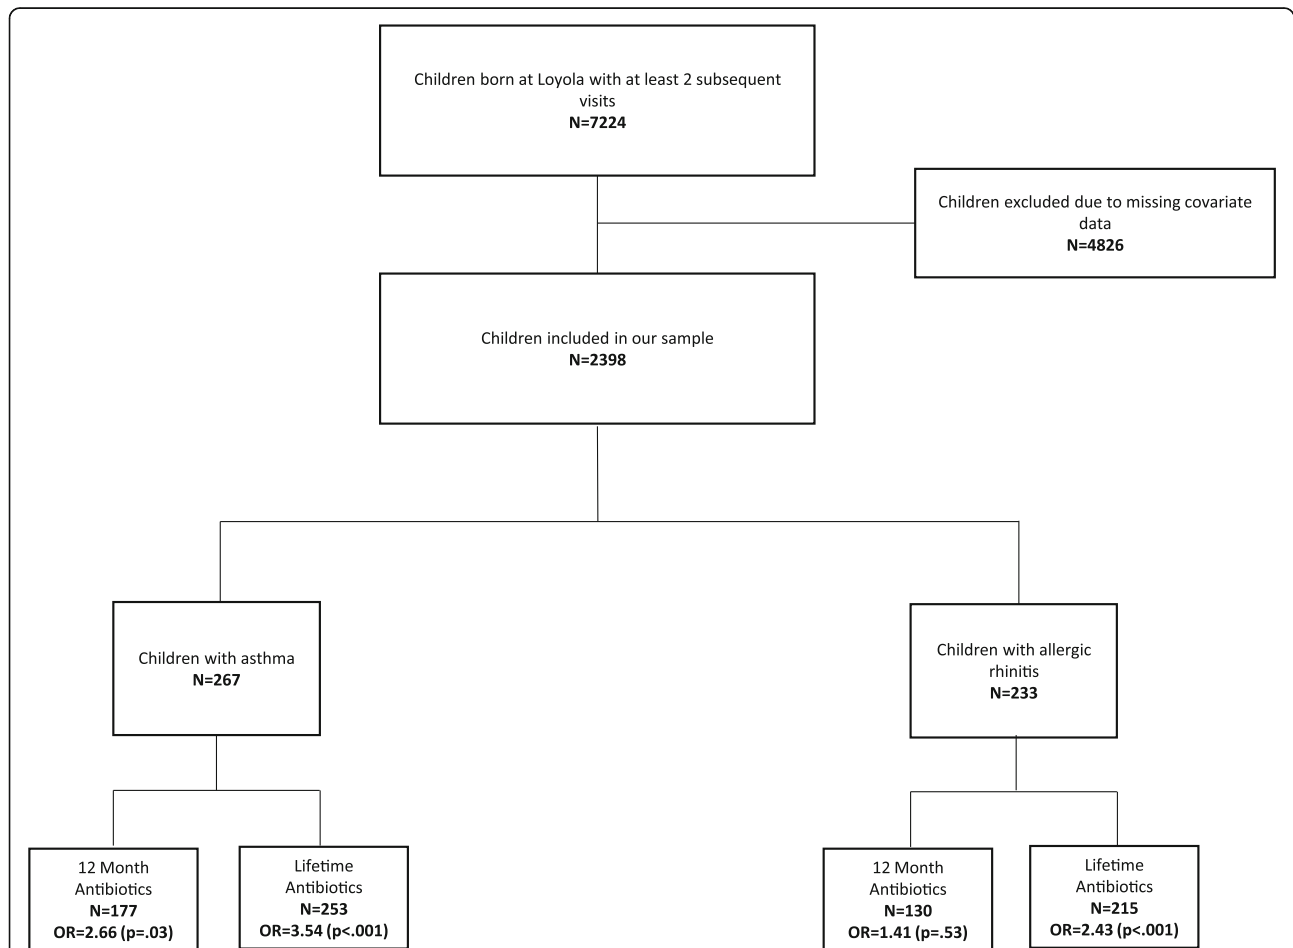 Children born at Loyola with at least 2 subsequent
visits
N=7224
Children excluded due to missing covariate
data
N=4826
Children included in our sample
N=2398
Children with asthma
N=267
Children with allergic
rhinitis
N=233
12 Month
Antibiotics
N=177
OR=2.66 (p=.03)
Lifetime
Antibiotics
N=253
OR=3.54 (p<.001)
12 Month
Antibiotics
N=130
OR=1.41 (p=.53)
Lifetime
Antibiotics
N=215
OR=2.43 (p<.001)